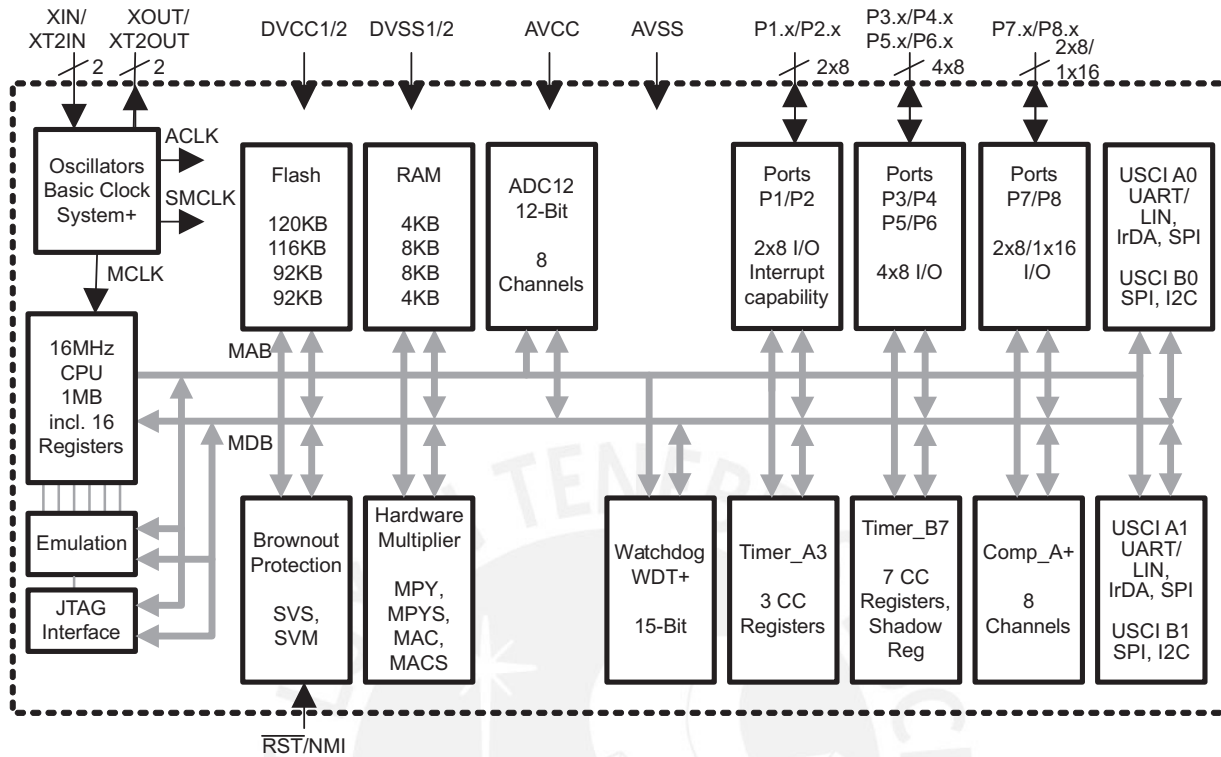 XIN/
XT2IN
2
XOUT/
XT2OUT
2
DVCC1/2
DVSS1/2
AVCC
AVSS
P1.x/P2.x
2x8
P3.x/P4.x
P5.x/P6.x
4x8
P7.x/P8.x
2x8/
1x16
Oscillators
Basic Clock
System+
ACLK
SMCLK
MCLK
Flash
120KB
116KB
92KB
92KB
RAM
4KB
8KB
8KB
4KB
ADC12
12-Bit
8
Channels
Ports
P1/P2
2x8 I/O
Interrupt
capability
Ports
P3/P4
P5/P6
4x8 I/O
Ports
P7/P8
2x8/1x16
I/O
USCI A0
UART/
LIN,
IrDA, SPI
USCI B0
SPI, I2C
16MHz
CPU
1MB
incl. 16
Registers
MAB
MDB
Emulation
JTAG
Interface
Brownout
Protection
SVS,
SVM
Hardware
Multiplier
MPY,
MPYS,
MAC,
MACS
Watchdog
WDT+
15-Bit
Timer_A3
3 CC
Registers
Timer_B7
7 CC
Registers,
Shadow
Reg
Comp_A+
8
Channels
USCI A1
UART/
LIN,
IrDA, SPI
USCI B1
SPI, I2C
RST/NMI